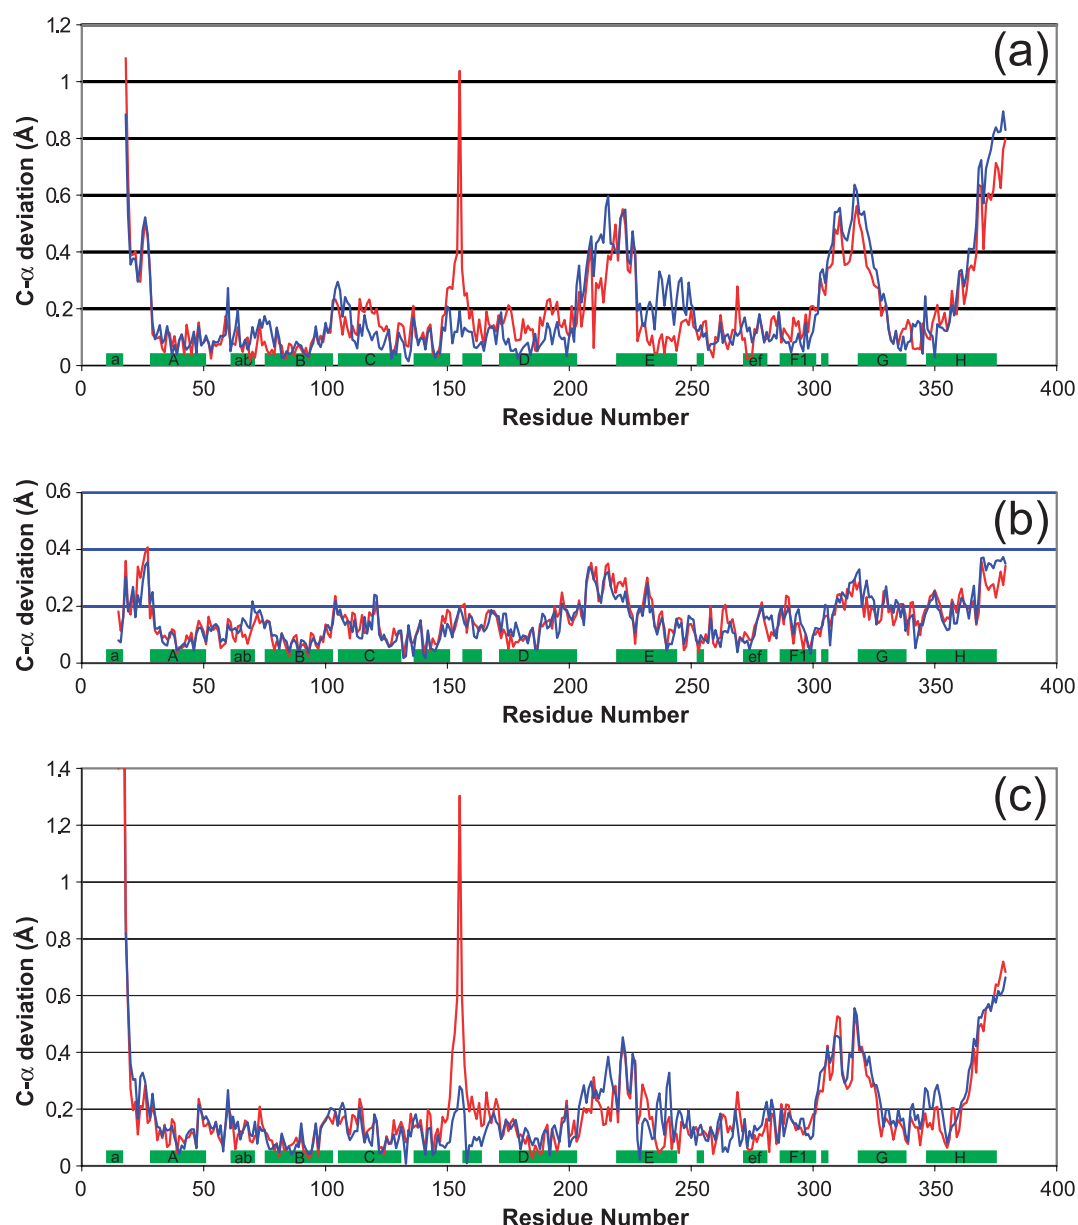 (a)
C-α deviation (Å)
1.2
1
0.8
0.6
0.4
0.2
0
a A ab B C D E ef F1 G H
0 50 100 150 200 250 300 350 400
Residue Number
(b)
C-α deviation (Å)
0.6
0.4
0.2
0
a A ab B C D E ef F1 G H
0 50 100 150 200 250 300 350 400
Residue Number
(c)
C-α deviation (Å)
1.4
1.2
1
0.8
0.6
0.4
0.2
0
a A ab B C D E ef F1 G H
0 50 100 150 200 250 300 350 400
Residue Number